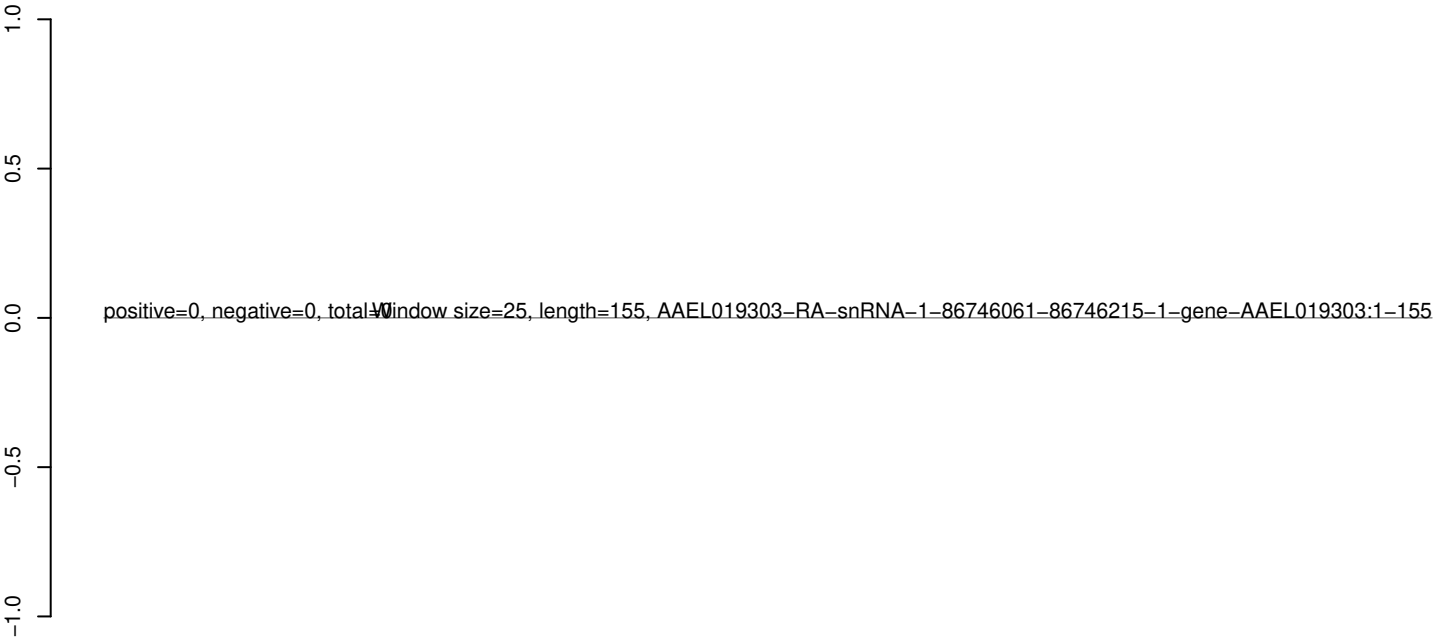 1.0
0.5
0.0
−0.5
−1.0
positive=0, negative=0, total=0
Window size=25, length=155, AAEL019303−RA−snRNA−1−86746061−86746215−1−gene−AAEL019303:1−155